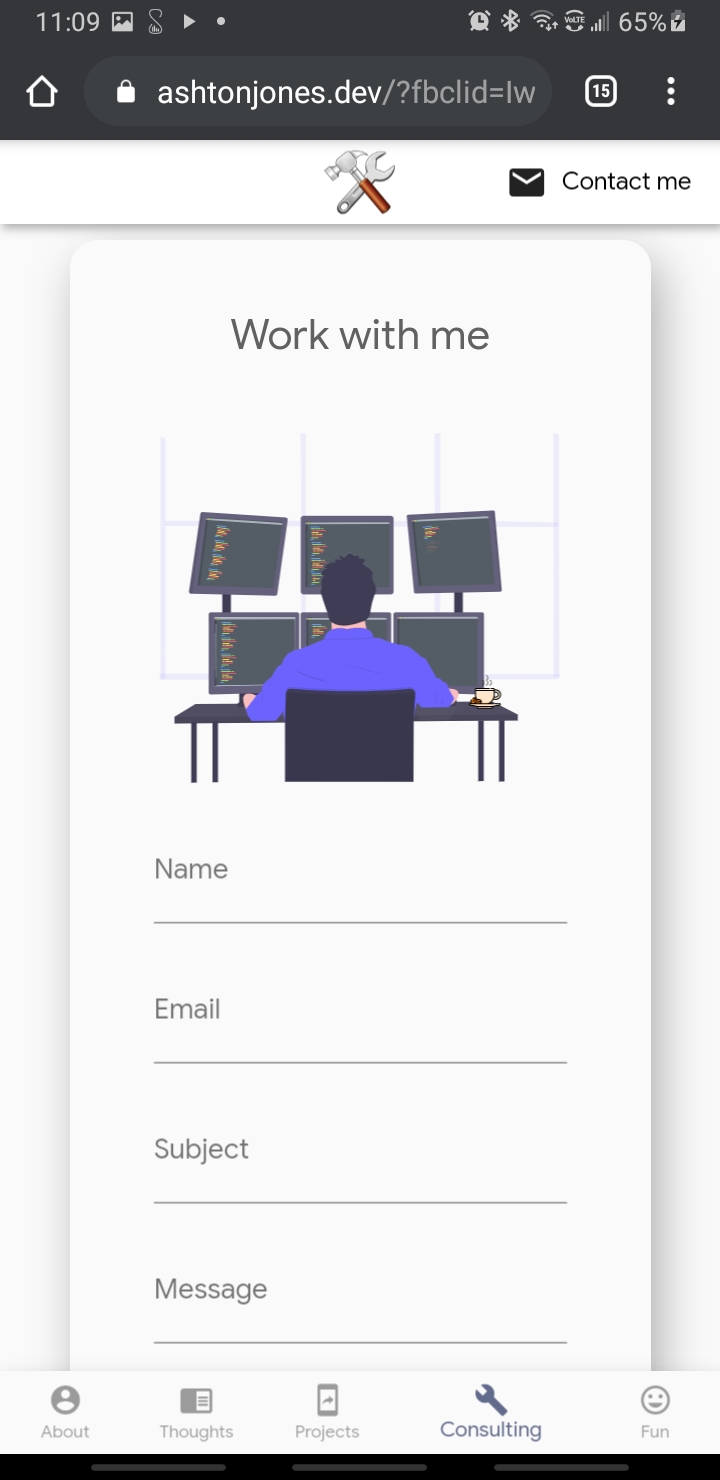 11:09 VoLTE 65%
ashtonjones.dev/?fbclid=Iw 15
Contact me
Work with me
Name
Email
Subject
Message
About Thoughts Projects Consulting Fun